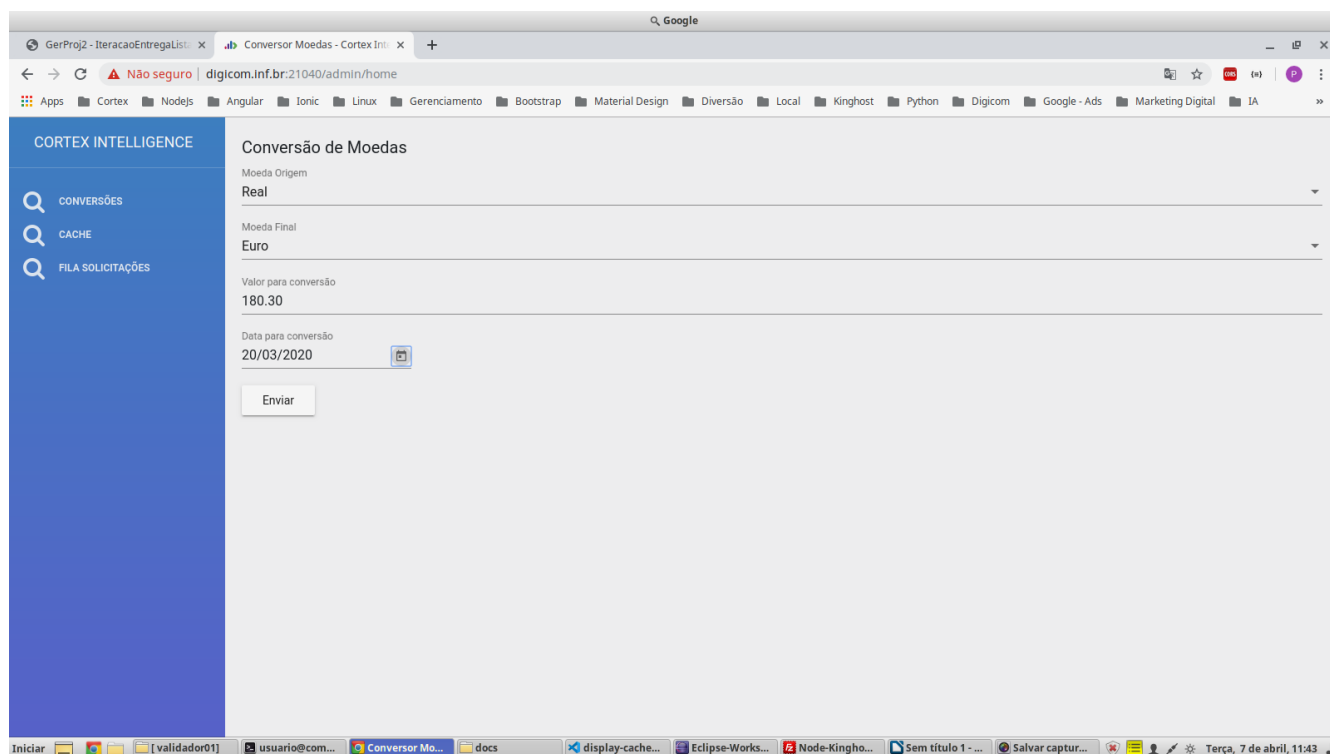 Google
GerProj2 - IteracaoEntregaLista
Conversor Moedas - Cortex Int
Não seguro | digicom.inf.br:21040/admin/home
Apps Cortex NodeJs Angular Ionic Linux Gerenciamento Bootstrap Material Design Diversão Local Kinghost Python Digicom Google - Ads Marketing Digital IA »
CORTEX INTELLIGENCE
CONVERSÕES
CACHE
FILA SOLICITAÇÕES
Conversão de Moedas
Moeda Origem
Real
Moeda Final
Euro
Valor para conversão
180.30
Data para conversão
20/03/2020
Enviar
Iniciar [ validador01] usuario@com... Conversor Mo... docs display-cache... Eclipse-Works... Node-Kingho... Sem título 1 - ... Salvar captur... Terça, 7 de abril, 11:43